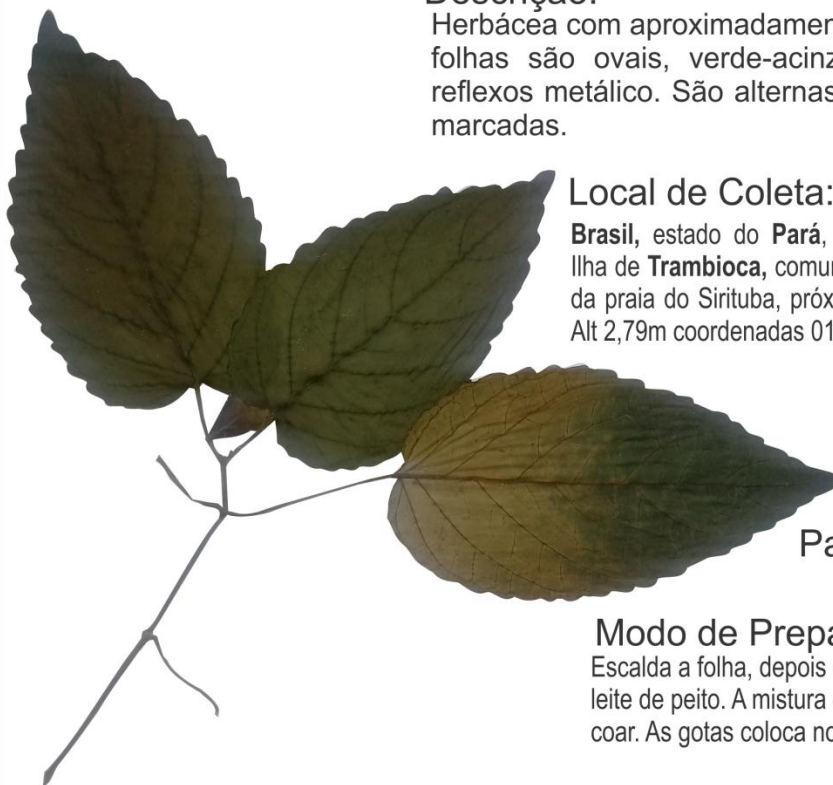 Descrição:
Herbácea com
folhas são ovais, verde-acinz
reflexos metálico. São alternas
marcadas.
Local de Coleta:
Brasil, estado do Pará,
Ilha de Trambioca, comun
da praia do Sirituba, próx
Alt 2,79m coordenadas 01
Pa
Modo de Prepa
Escalda a folha, depois
leite de peito. A mistura
coar. As gotas coloca no